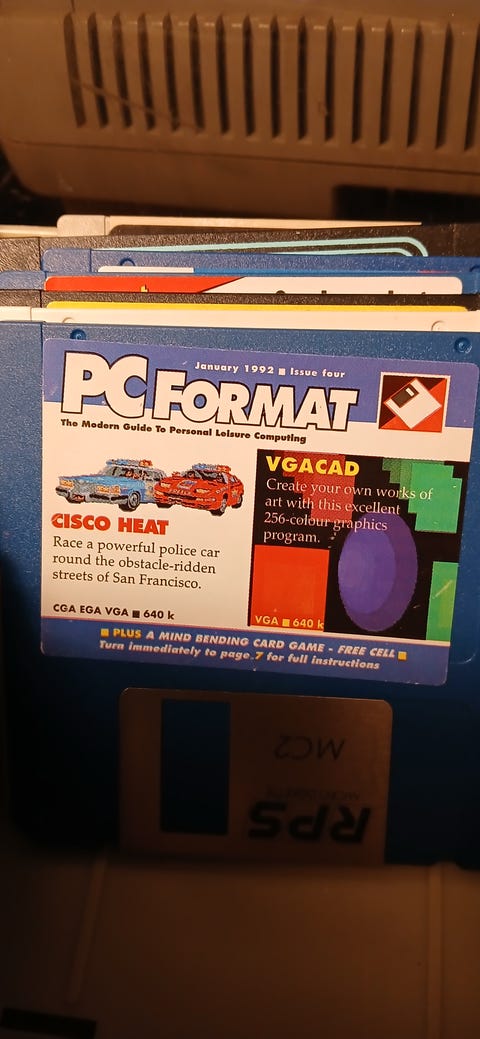 January 1992 ■ Issue four
PC FORMAT
The Modern Guide To Personal Leisure Computing
CISCO HEAT
Race a powerful police car
round the obstacle-ridden
streets of San Francisco.
CGA EGA VGA ■ 640 k
VGACAD
Create your own works of
art with this excellent
256-colour graphics
program.
VGA ■ 640 k
■ PLUS A MIND BENDING CARD GAME - FREE CELL ■
Turn immediately to page 7 for full instructions
MC2
MICRO DISKETTE
RPS